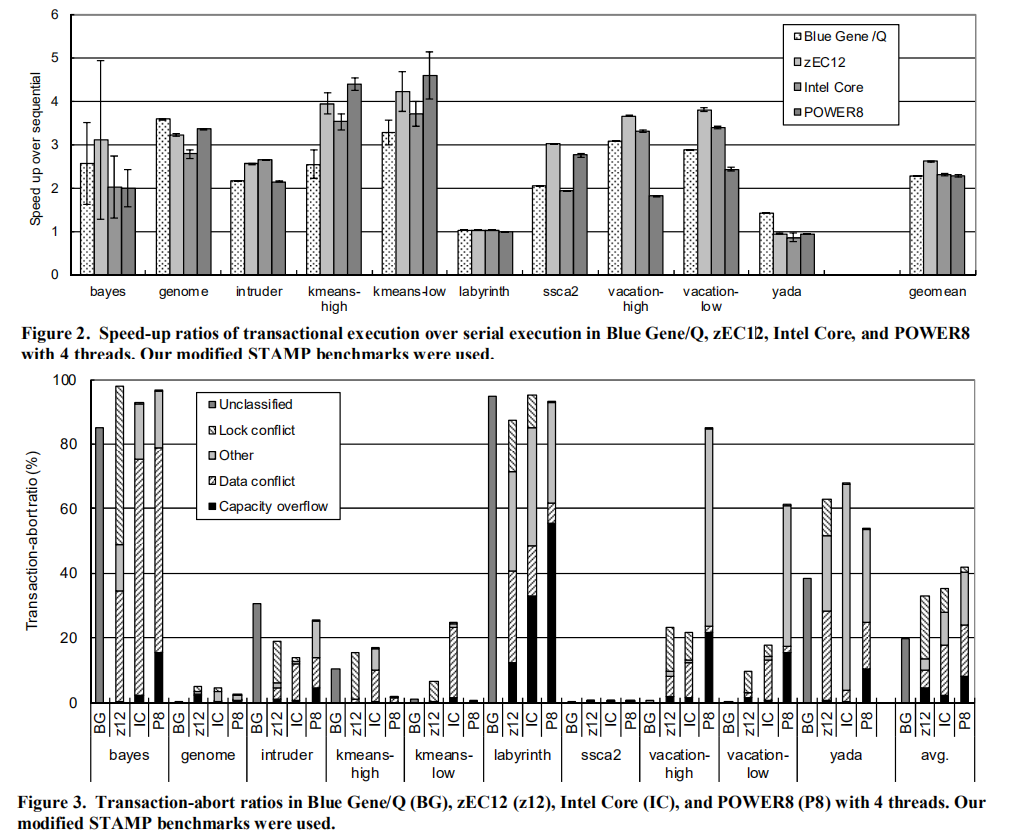 6
5
4
3
2
1
0
Speed up over sequential
Blue Gene /Q
zEC12
Intel Core
POWER8
bayes genome intruder kmeans-high kmeans-low labyrinth ssca2 vacation-high vacation-low yada geomean
Figure 2. Speed-up ratios of transactional execution over serial execution in Blue Gene/Q, zEC12, Intel Core, and POWER8
with 4 threads. Our modified STAMP benchmarks were used.
100
80
60
40
20
0
Transaction-abort ratio (%)
Unclassified
Lock conflict
Other
Data conflict
Capacity overflow
BG z12 IC P8 BG z12 IC P8 BG z12 IC P8 BG z12 IC P8 BG z12 IC P8 BG z12 IC P8 BG z12 IC P8 BG z12 IC P8 BG z12 IC P8 BG z12 IC P8 BG z12 IC P8
bayes genome intruder kmeans-high kmeans-low labyrinth ssca2 vacation-high vacation-low yada avg.
Figure 3. Transaction-abort ratios in Blue Gene/Q (BG), zEC12 (z12), Intel Core (IC), and POWER8 (P8) with 4 threads. Our
modified STAMP benchmarks were used.